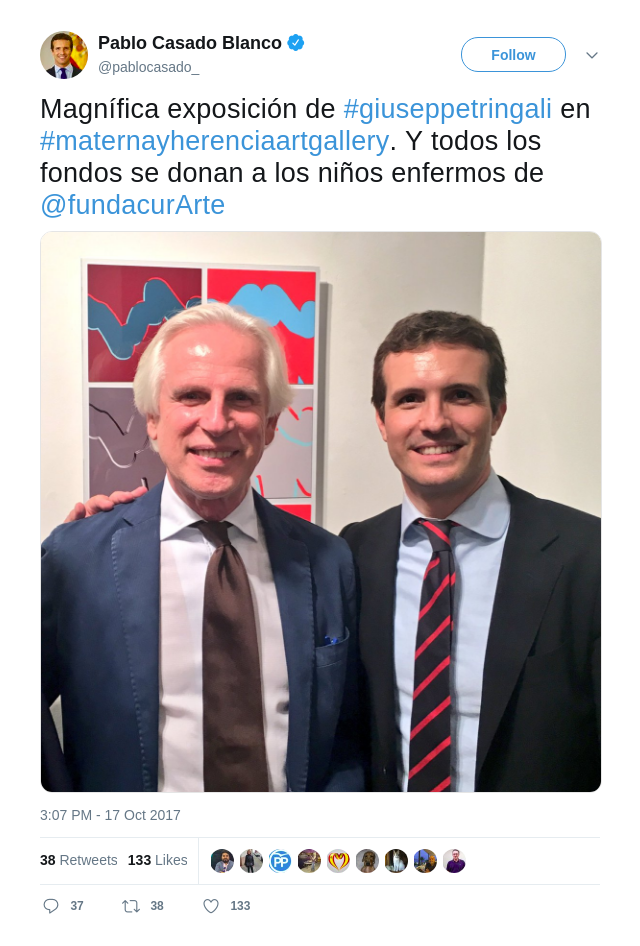 Pablo Casado Blanco
@pablocasado_
Follow
Magnífica exposición de #giuseppetringali en
#maternayherenciaartgallery. Y todos los
fondos se donan a los niños enfermos de
@fundacurArte
3:07 PM - 17 Oct 2017
38 Retweets 133 Likes
PP
37 38 133